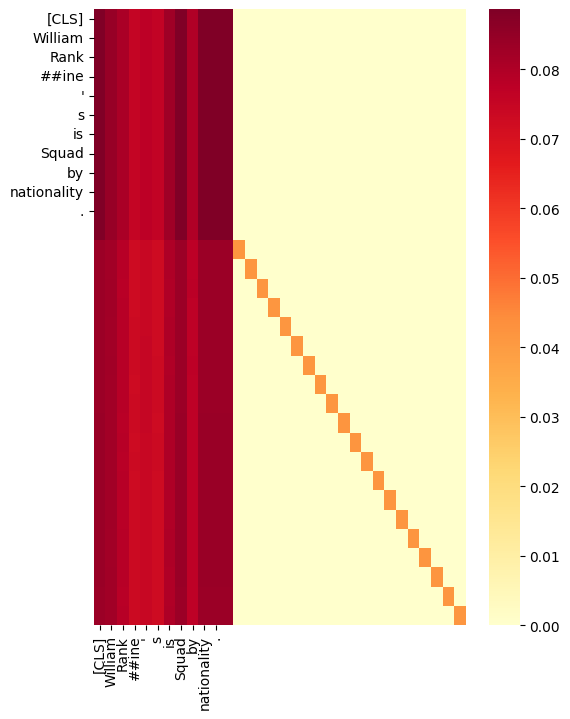 [CLS]
William
Rank
##ine
'
s
is
Squad
by
nationality
.
0.08
0.07
0.06
0.05
0.04
0.03
0.02
0.01
0.00
[CLS]
William
Rank
##ine
'
s
is
Squad
by
nationality
.